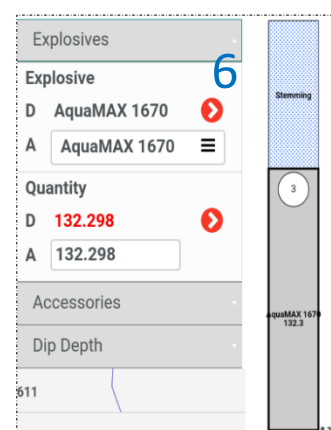 Explosives
6
Explosive
D AquaMAX 1670
A AquaMAX 1670
Quantity
D 132.298
A 132.298
Accessories
Dip Depth
611
Stemming
3
AquaMAX 1670
132.3